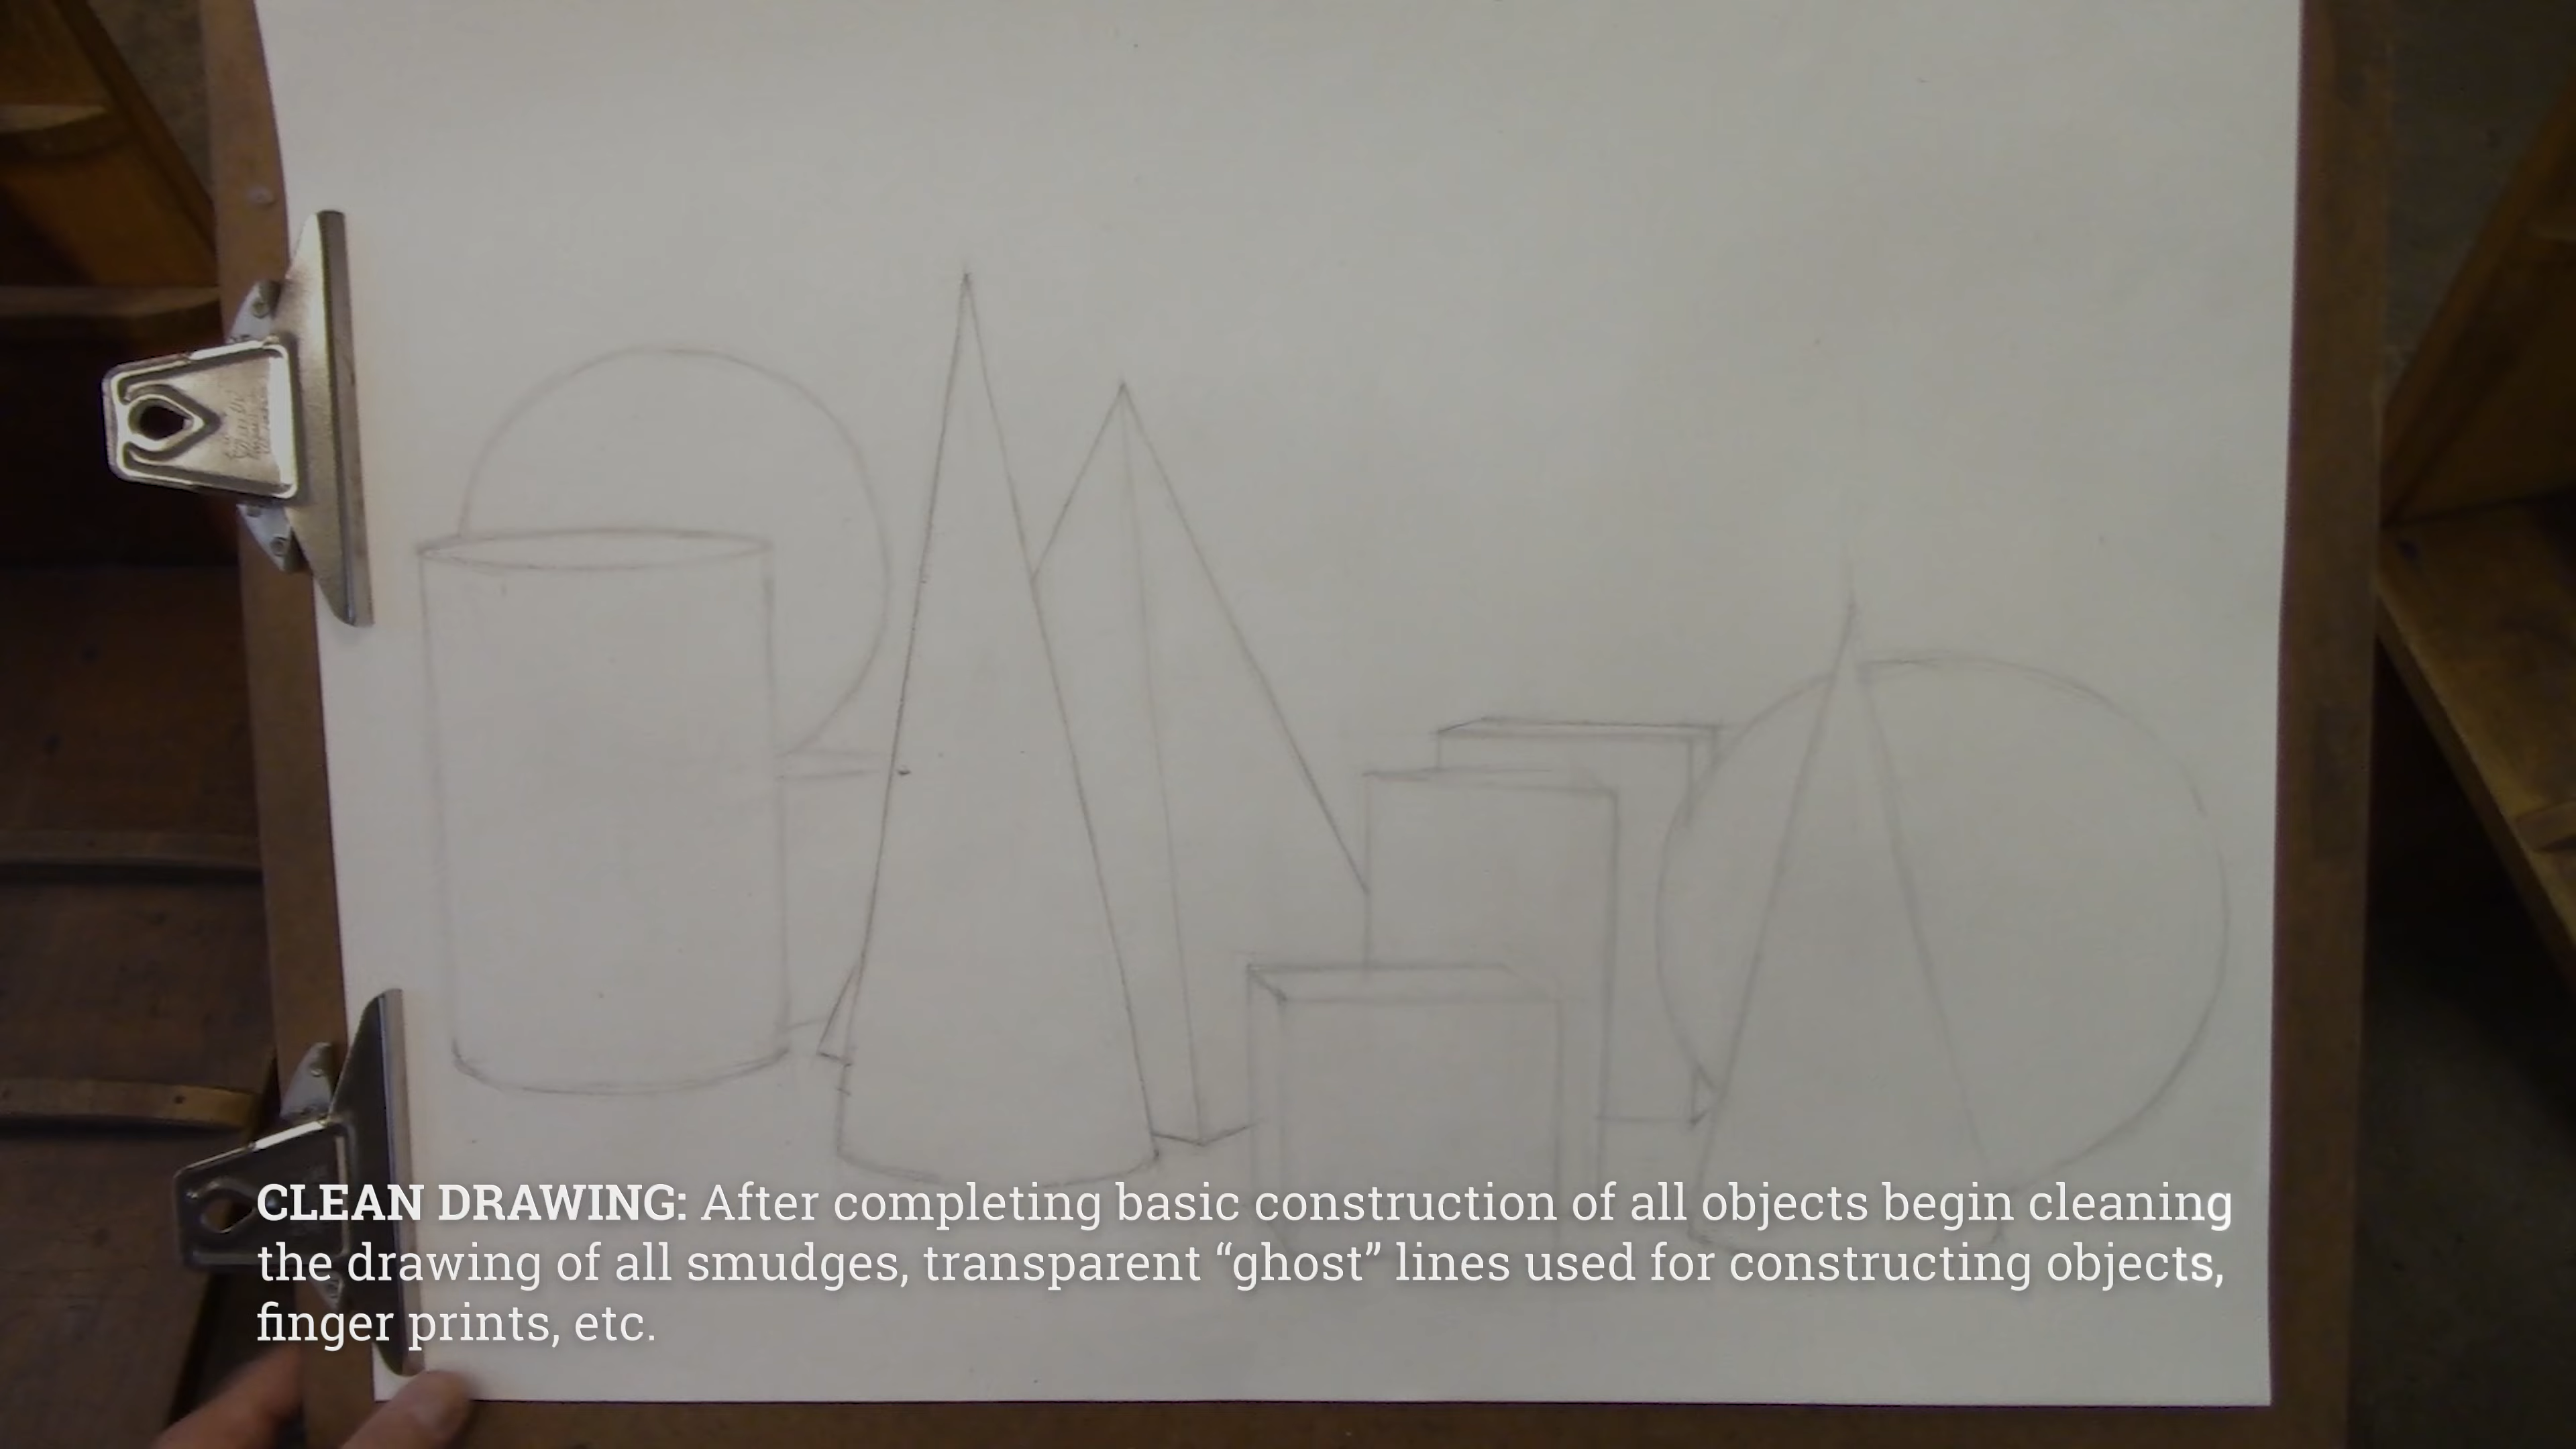 CLEAN DRAWING: After completing basic construction of all objects begin cleaning
the drawing of all smudges, transparent “ghost” lines used for constructing objects,
finger prints, etc.